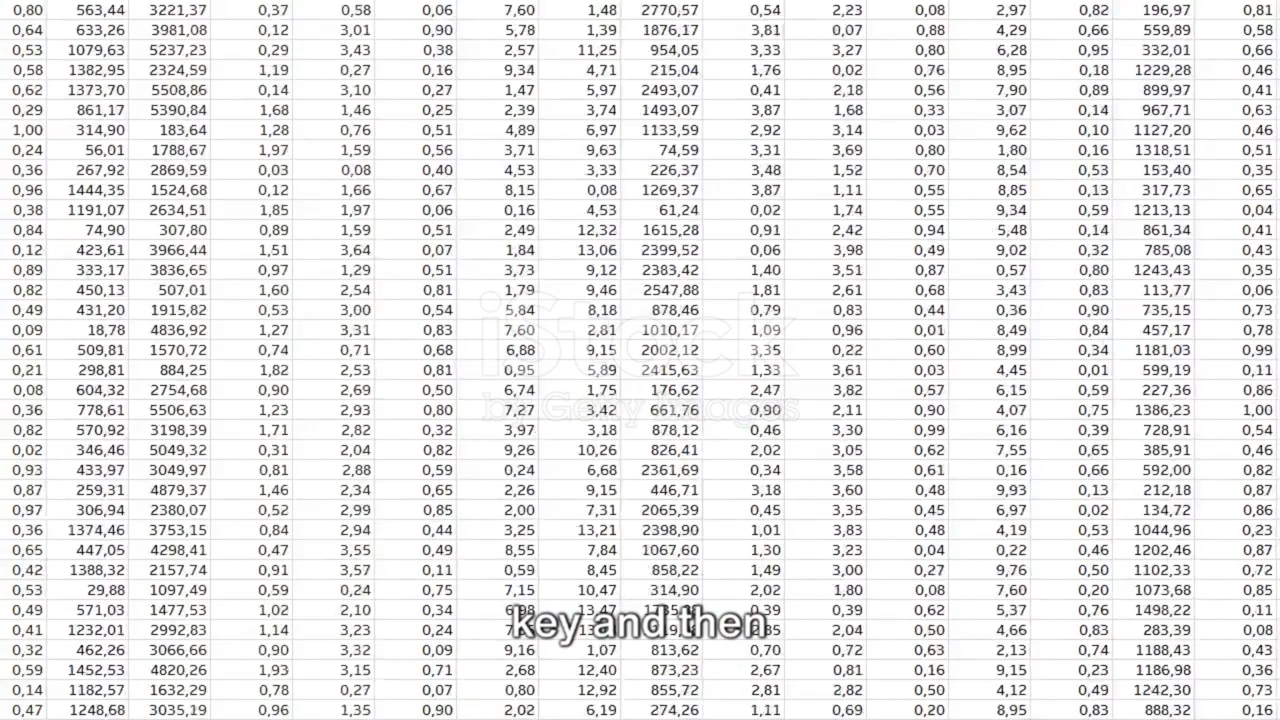 0,80 563,44 3221,37 0,37 0,58 0,06 7,60 1,48 2770,57 0,54 2,23 0,08 2,97 0,82 196,97 0,81
0,64 633,26 3981,08 0,12 3,01 0,90 5,78 1,39 1876,17 3,81 0,07 0,88 4,29 0,66 559,89 0,58
0,53 1079,63 5237,23 0,29 3,43 0,38 2,57 11,25 954,05 3,33 3,27 0,80 6,28 0,95 332,01 0,66
0,58 1382,95 2324,59 1,19 0,27 0,16 9,34 4,71 215,04 1,76 0,02 0,76 8,95 0,18 1229,28 0,46
0,62 1373,70 5508,86 0,14 3,10 0,27 1,47 5,97 2493,07 0,41 2,18 0,56 7,90 0,89 899,97 0,41
0,29 861,17 5390,84 1,68 1,46 0,25 2,39 3,74 1493,07 3,87 1,68 0,33 3,07 0,14 967,71 0,63
1,00 314,90 183,64 1,28 0,76 0,51 4,89 6,97 1133,59 2,92 3,14 0,03 9,62 0,10 1127,20 0,46
0,24 56,01 1788,67 1,97 1,59 0,56 3,71 9,63 74,59 3,31 3,69 0,80 1,80 0,16 1318,51 0,51
0,36 267,92 2869,59 0,03 0,08 0,40 4,53 3,33 226,37 3,48 1,52 0,70 8,54 0,53 153,40 0,35
0,96 1444,35 1524,68 0,12 1,66 0,67 8,15 0,08 1269,37 3,87 1,11 0,55 8,85 0,13 317,73 0,65
0,38 1191,07 2634,51 1,85 1,97 0,06 0,16 4,53 61,24 0,02 1,74 0,55 9,34 0,59 1213,13 0,04
0,84 74,90 307,80 0,89 1,59 0,51 2,49 12,32 1615,28 0,91 2,42 0,94 5,48 0,14 861,34 0,41
0,12 423,61 3966,44 1,51 3,64 0,07 1,84 13,06 2399,52 0,06 3,98 0,49 9,02 0,32 785,08 0,43
0,89 333,17 3836,65 0,97 1,29 0,51 3,73 9,12 2383,42 1,40 3,51 0,87 0,57 0,80 1243,43 0,35
0,82 450,13 507,01 1,60 2,54 0,81 1,79 9,46 2547,88 1,81 2,61 0,68 3,43 0,83 113,77 0,06
0,49 431,20 1915,82 0,53 3,00 0,54 5,84 8,18 878,46 0,79 0,83 0,44 0,36 0,90 735,15 0,73
0,09 18,78 4836,92 1,27 3,31 0,83 7,60 2,81 1010,17 1,09 0,96 0,01 8,49 0,84 457,17 0,78
iStock
0,61 509,81 1570,72 0,74 0,71 0,68 6,88 9,15 2002,12 3,35 0,22 0,60 8,99 0,34 1181,03 0,99
0,21 298,81 884,25 1,82 2,53 0,81 0,95 5,89 2415,63 1,33 3,61 0,03 4,45 0,01 599,19 0,11
0,08 604,32 2754,68 0,90 2,69 0,50 6,74 1,75 176,62 2,47 3,82 0,57 6,15 0,59 227,36 0,86
0,36 778,61 5506,63 1,23 2,93 0,80 7,27 3,42 661,76 0,90 2,11 0,90 4,07 0,75 1386,23 1,00
by Getty Images
0,82 570,92 3198,39 1,71 2,82 0,32 3,97 3,18 878,12 0,46 3,30 0,99 6,16 0,39 728,91 0,54
0,02 346,46 5049,32 0,31 2,04 0,82 9,26 10,26 826,41 2,02 3,05 0,62 7,55 0,65 385,91 0,46
0,93 433,97 3049,97 0,81 2,88 0,59 0,24 6,68 2361,69 0,34 3,58 0,61 0,16 0,66 592,00 0,82
0,87 259,31 4879,37 1,46 2,34 0,65 2,26 9,15 446,71 3,18 3,60 0,48 9,93 0,13 212,18 0,87
0,97 306,94 2380,07 0,52 2,99 0,85 2,00 7,31 2065,39 0,45 3,35 0,45 6,97 0,02 134,72 0,86
0,36 1374,46 3753,15 0,84 2,94 0,44 3,25 13,21 2398,90 1,01 3,83 0,48 4,19 0,53 1044,96 0,23
0,65 447,05 4298,41 0,47 3,55 0,49 8,55 7,84 1067,60 1,30 3,23 0,04 0,22 0,46 1202,46 0,87
0,42 1388,32 2157,74 0,91 3,57 0,11 0,59 8,45 858,22 1,49 3,00 0,27 9,76 0,50 1102,33 0,72
0,53 29,88 1097,49 0,59 0,24 0,75 7,15 10,47 314,90 2,02 1,80 0,08 7,60 0,20 1073,68 0,85
0,49 571,03 1477,53 1,02 2,10 0,34 13,47 0,39 0,39 0,62 5,37 0,76 1498,22 0,11
key and then
0,41 1232,01 2992,83 1,14 3,23 0,24 2,04 0,50 4,66 0,83 283,39 0,08
0,32 462,26 3066,66 0,90 3,32 0,09 9,16 1,07 813,62 0,70 0,72 0,63 2,13 0,74 1188,43 0,43
0,59 1452,53 4820,26 1,93 3,15 0,71 2,68 12,40 873,23 2,67 0,81 0,16 9,15 0,23 1186,98 0,36
0,14 1182,57 1632,29 0,78 0,27 0,07 0,80 12,92 855,72 2,81 2,82 0,50 4,12 0,49 1242,30 0,73
0,47 1248,68 3035,19 0,96 1,35 0,90 2,02 6,19 274,26 1,11 0,69 0,20 8,95 0,83 888,32 0,16